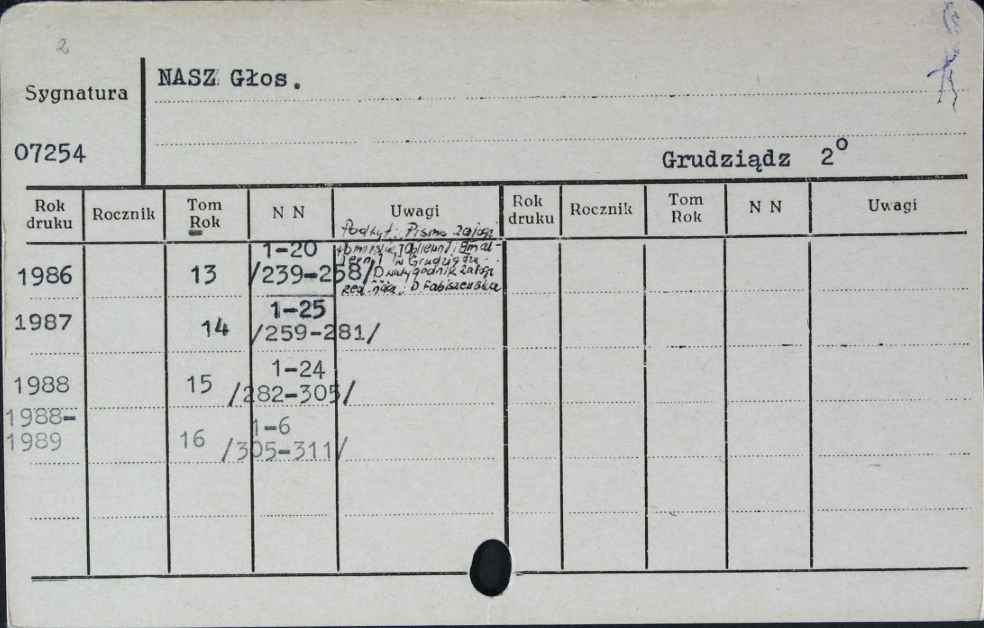 2
Sygnatura
NASZ Głos.
07254
Grudziądz 2°
Rok druku Rocznik Tom Rok N N Uwagi Rok druku Rocznik Tom Rok N N Uwagi
Podtyt.: Pismo załogi
w Grudziądzu.
Dwutygodnik załogi
D. Fabiszewska
1986 13 1-20 /239-258/
1987 14 1-25 /259-281/
1988 15 1-24 /282-305/
1988-1989 16 1-6 /305-311/